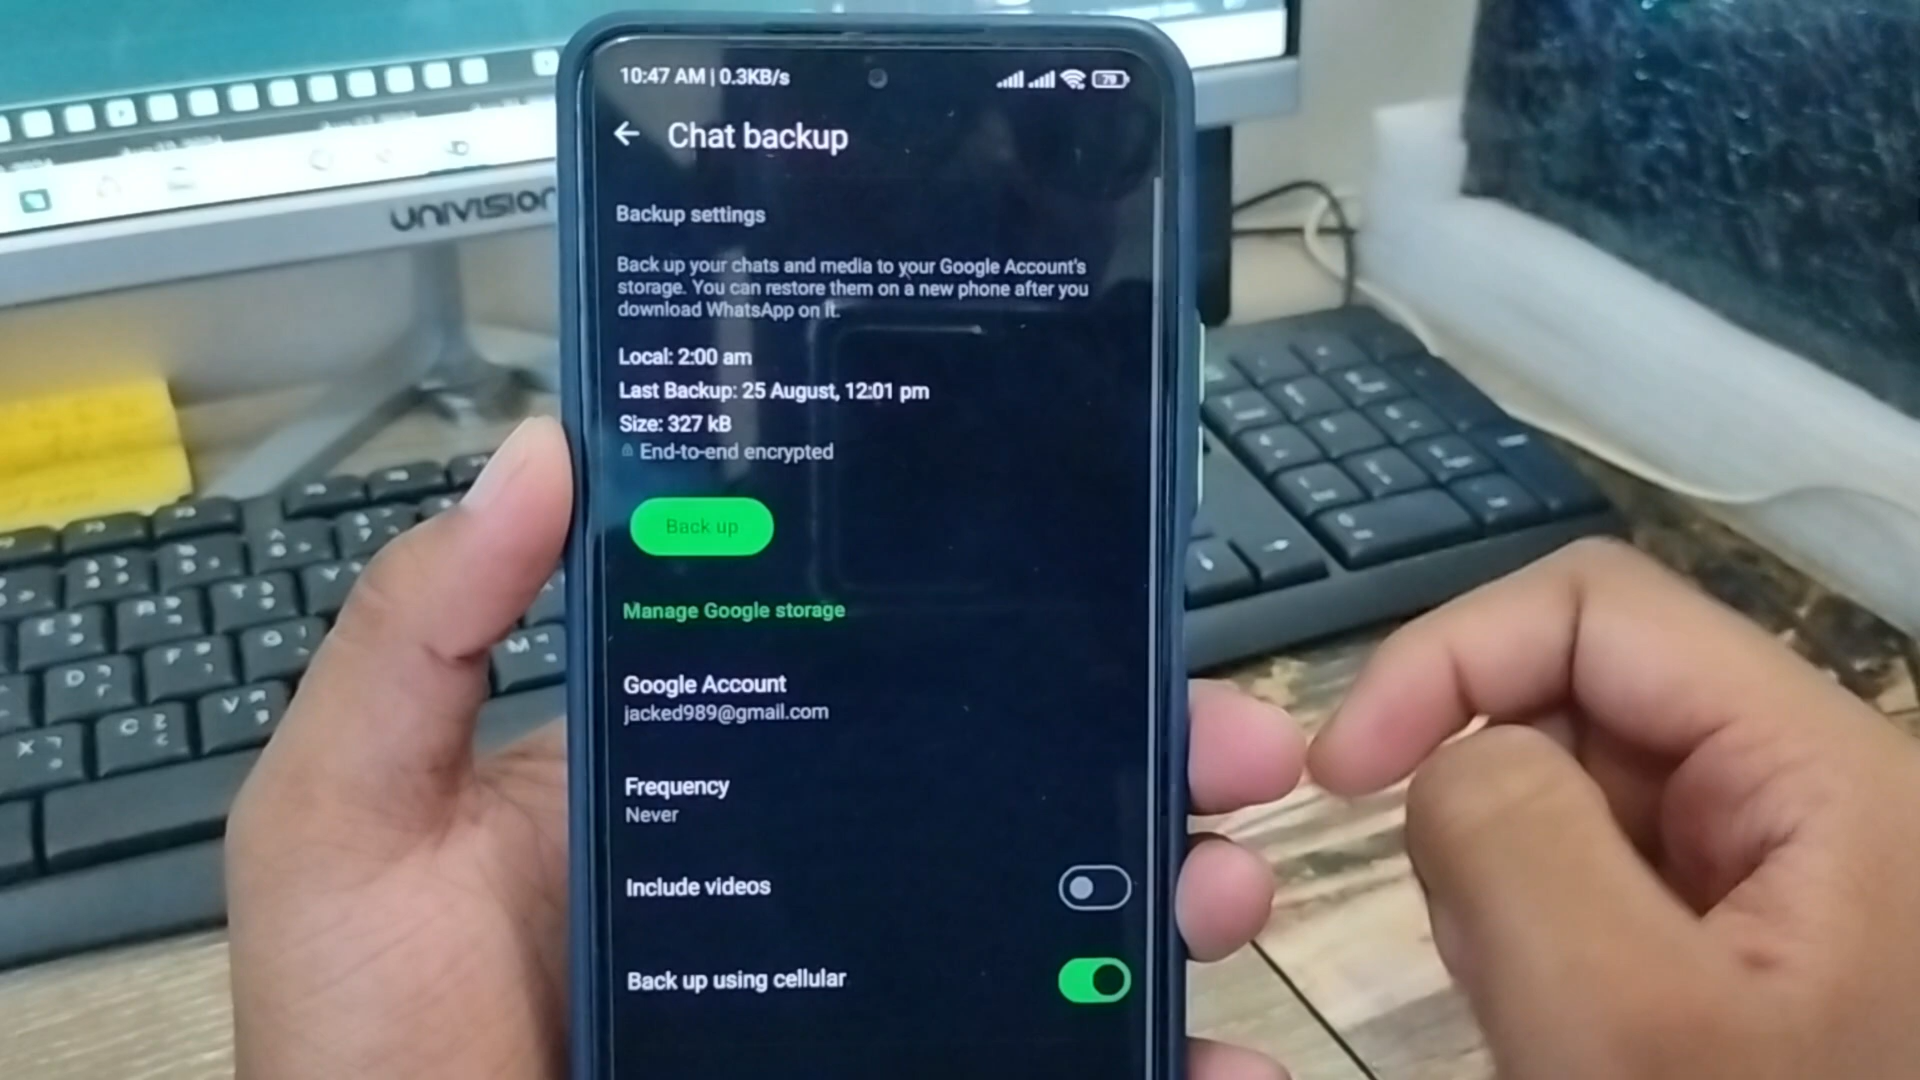 UNIVISION
10:47 AM | 0.3KB/s
79
Chat backup
Backup settings
Back up your chats and media to your Google Account's
storage. You can restore them on a new phone after you
download WhatsApp on it.
Local: 2:00 am
Last Backup: 25 August, 12:01 pm
Size: 327 kB
End-to-end encrypted
Back up
Manage Google storage
Google Account
jacked989@gmail.com
Frequency
Never
Include videos
Back up using cellular